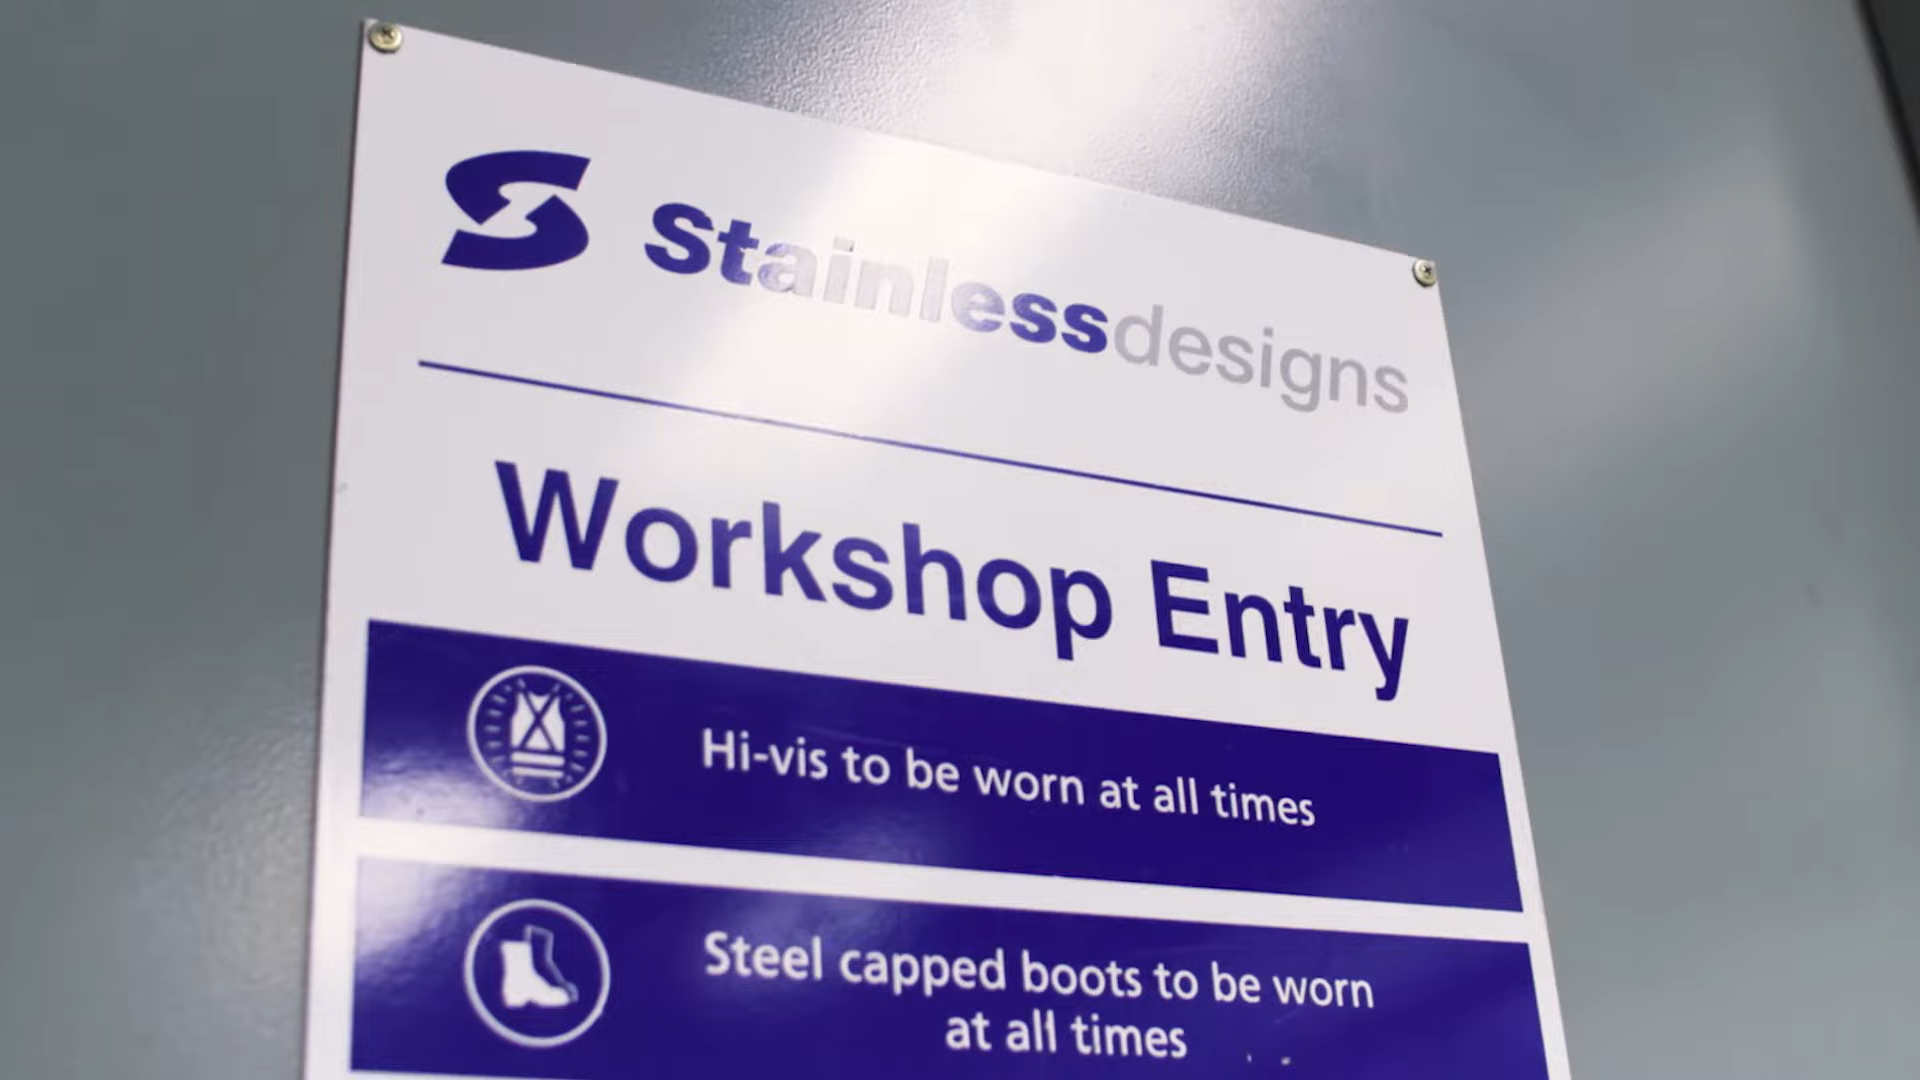 Stainlessdesigns
Workshop Entry
Hi-vis to be worn at all times
Steel capped boots to be worn
at all times